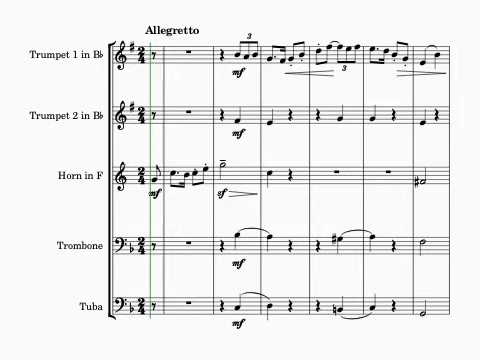 Allegretto
Trumpet 1 in B♭
3
3
mf
Trumpet 2 in B♭
mf
Horn in F
mf
sf
Trombone
mf
Tuba
mf